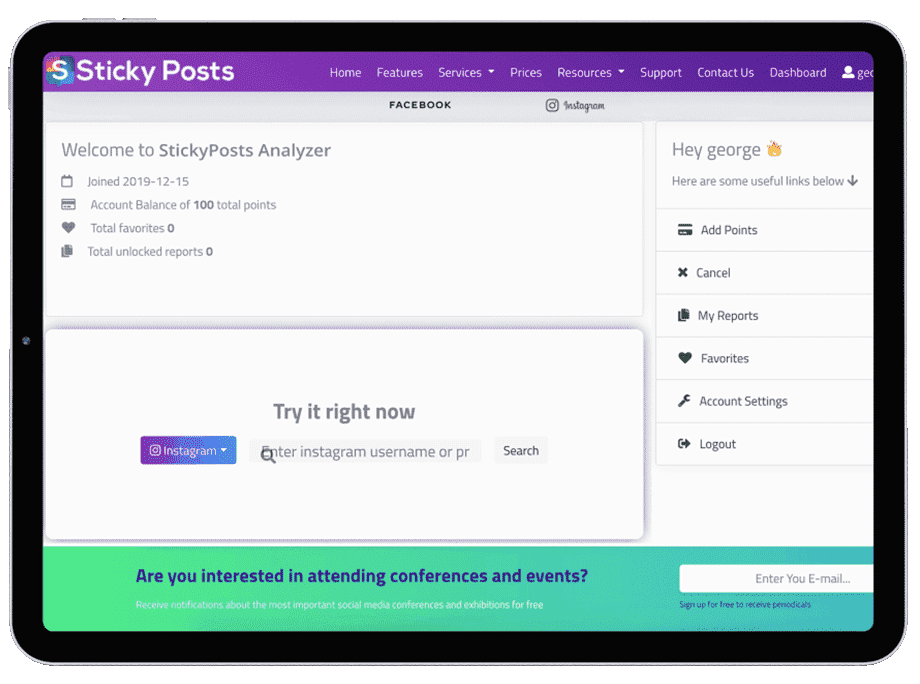 S Sticky Posts
Home Features Services Prices Resources Support Contact Us Dashboard geo
FACEBOOK Instagram
Welcome to StickyPosts Analyzer
Joined 2019-12-15
Account Balance of 100 total points
Total favorites 0
Total unlocked reports 0
Hey george
Here are some useful links below
Add Points
Cancel
My Reports
Favorites
Account Settings
Logout
Try it right now
Instagram Enter instagram username or pr Search
Are you interested in attending conferences and events?
Receive notifications about the most important social media conferences and exhibitions for free
Enter You E-mail...
Sign up for free to receive periodicals